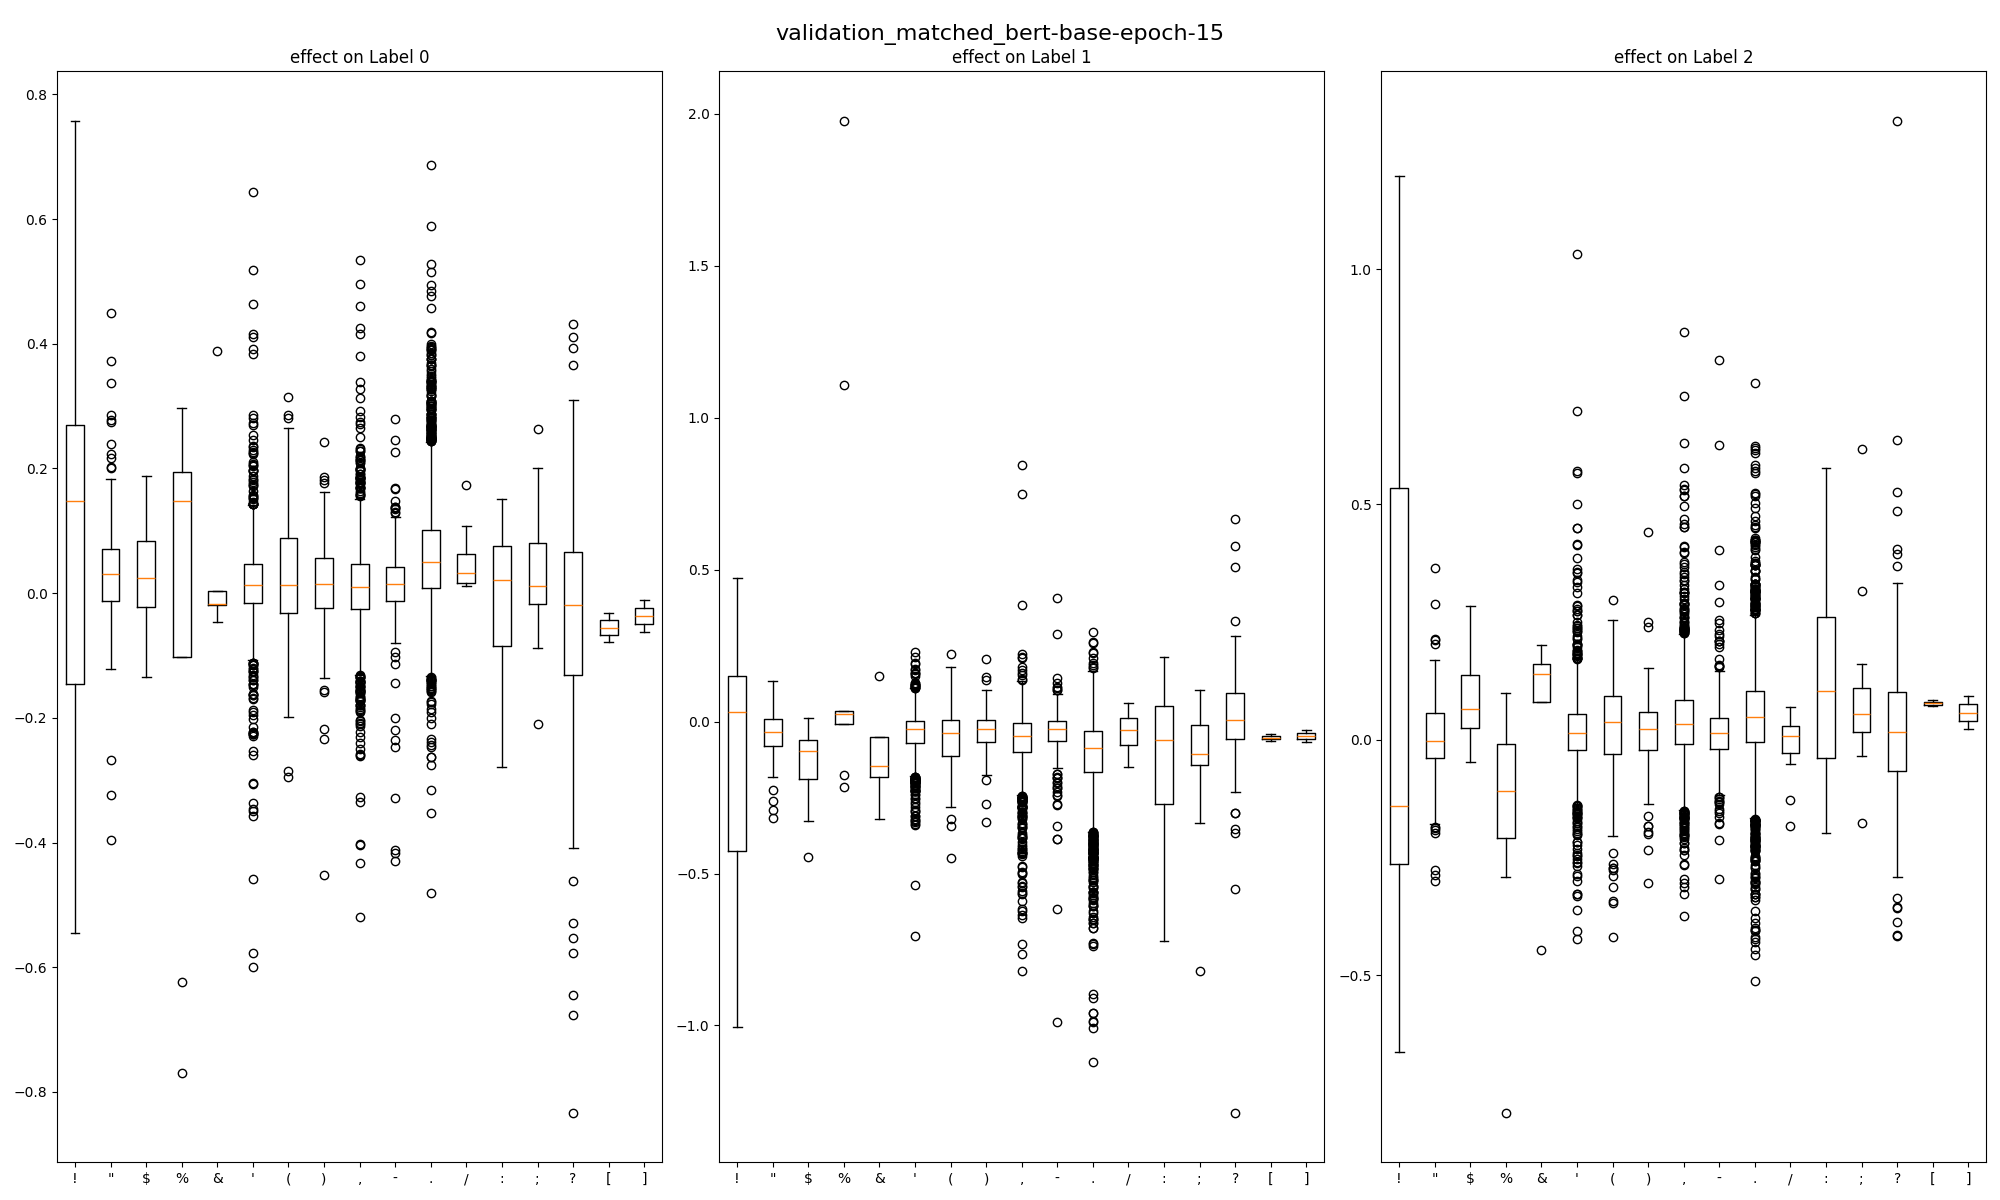 validation_matched_bert-base-epoch-15
effect on Label 0
effect on Label 1
effect on Label 2
0.8
0.6
0.4
0.2
0.0
−0.2
−0.4
−0.6
−0.8
! " $ % & ' ( ) , - . / : ; ? [ ]
2.0
1.5
1.0
0.5
0.0
−0.5
−1.0
! " $ % & ' ( ) , - . / : ; ? [ ]
1.0
0.5
0.0
−0.5
! " $ % & ' ( ) , - . / : ; ? [ ]